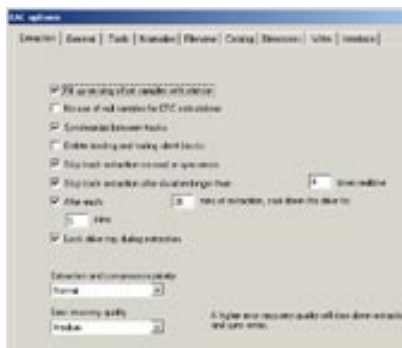 EAC options
Extraction General Tools Normalize Filename Catalog Directories Write Interface
Fill up missing offset samples with silence
No use of null samples for CRC calculations
Synchronize between tracks
Delete leading and trailing silent blocks
Skip track extraction on read or sync errors
Skip track extraction after duration longer than times realtime
After each mins of extraction, cool down the drive for
mins
Lock drive tray during extraction
Extraction and compression priority
Normal
Error recovery quality
Medium
A higher error recovery quality will slow down extraction
and sync errors.